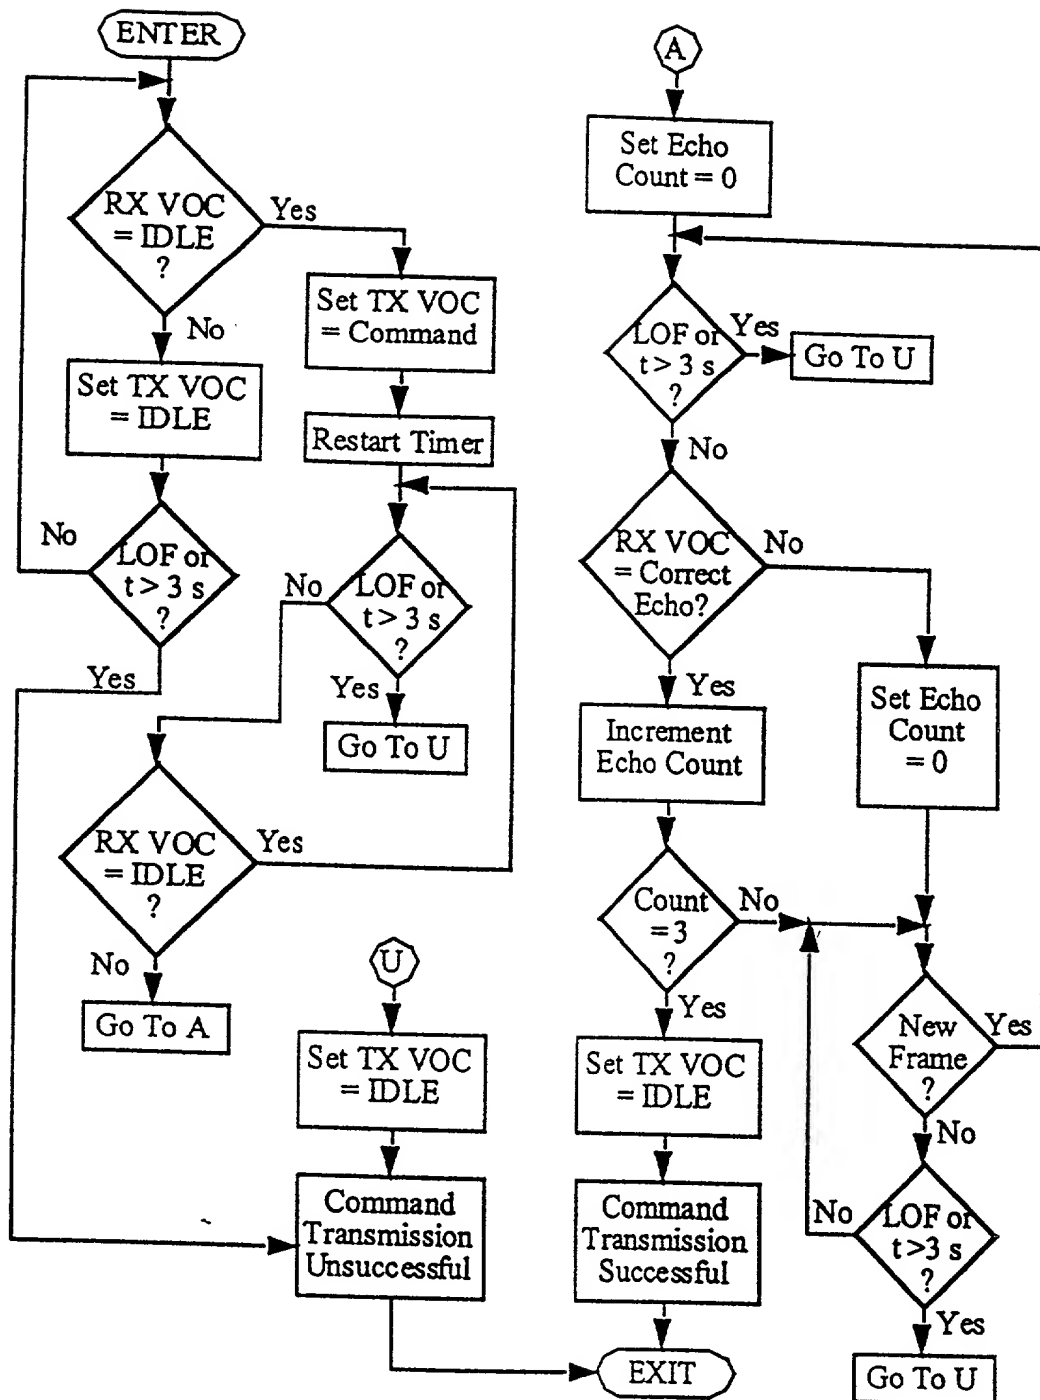 ENTER
RX VOC
= IDLE
?
Yes
No
Set TX VOC
= Command
Set TX VOC
= IDLE
Restart Timer
No
LOF or
t > 3 s
?
Yes
No
LOF or
t > 3 s
?
Yes
Go To U
RX VOC
= IDLE
?
Yes
No
Go To A
U
Set TX VOC
= IDLE
Command
Transmission
Unsuccessful
A
Set Echo
Count = 0
LOF or
t > 3 s
?
Yes
Go To U
No
RX VOC
= Correct
Echo?
No
Yes
Set Echo
Count
= 0
Increment
Echo Count
Count
= 3
?
No
Yes
New
Frame
?
Yes
No
Set TX VOC
= IDLE
Command
Transmission
Successful
No
LOF or
t >3 s
?
Yes
Go To U
EXIT